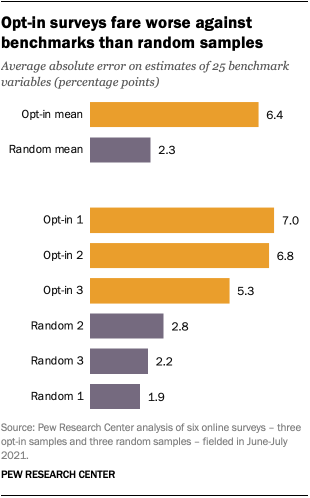 Opt-in surveys fare worse against
benchmarks than random samples
Average absolute error on estimates of 25 benchmark
variables (percentage points)
Opt-in mean 6.4
Random mean 2.3
Opt-in 1 7.0
Opt-in 2 6.8
Opt-in 3 5.3
Random 2 2.8
Random 3 2.2
Random 1 1.9
Source: Pew Research Center analysis of six online surveys – three
opt-in samples and three random samples – fielded in June-July
2021.
PEW RESEARCH CENTER